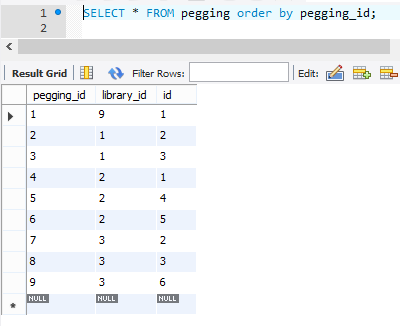 1 SELECT * FROM pegging order by pegging_id;
2
Result Grid Filter Rows: Edit:
pegging_id library_id id
1 9 1
2 1 2
3 1 3
4 2 1
5 2 4
6 2 5
7 3 2
8 3 3
9 3 6
* NULL NULL NULL